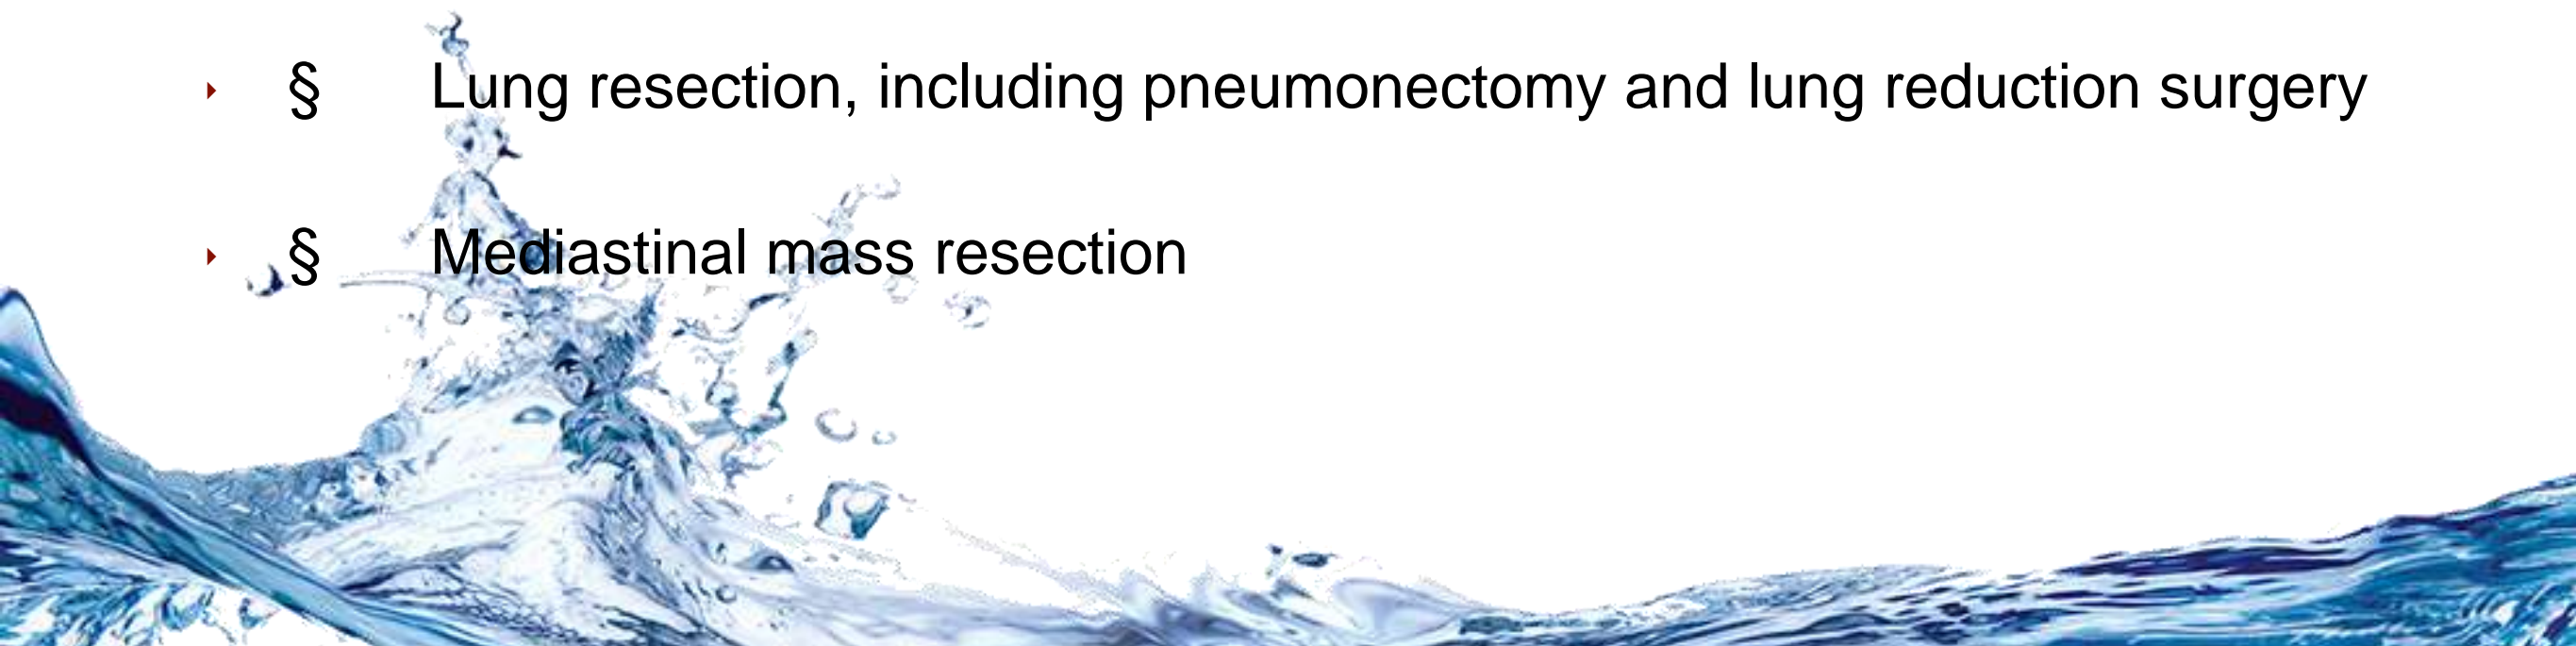 ‣ § Lung resection, including pneumonectomy and lung reduction surgery
‣ § Mediastinal mass resection